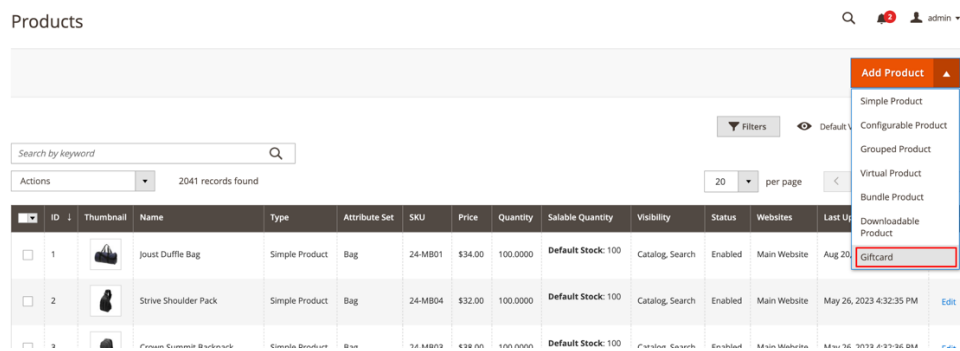 Products
2
admin
Add Product
Simple Product
Configurable Product
Grouped Product
Virtual Product
Bundle Product
Downloadable
Product
Giftcard
Filters
Default V
Search by keyword
Actions
2041 records found
20
per page
ID ↓ Thumbnail Name Type Attribute Set SKU Price Quantity Salable Quantity Visibility Status Websites Last Up
1 Joust Duffle Bag Simple Product Bag 24-MB01 $34.00 100.0000 Default Stock: 100 Catalog, Search Enabled Main Website Aug 20,
2 Strive Shoulder Pack Simple Product Bag 24-MB04 $32.00 100.0000 Default Stock: 100 Catalog, Search Enabled Main Website May 26, 2023 4:32:35 PM Edit
3 Crown Summit Backpack Simple Product Bag 24-MB03 $38.00 100.0000 Default Stock: 100 Catalog, Search Enabled Main Website May 26, 2023 4:32:36 PM Edit